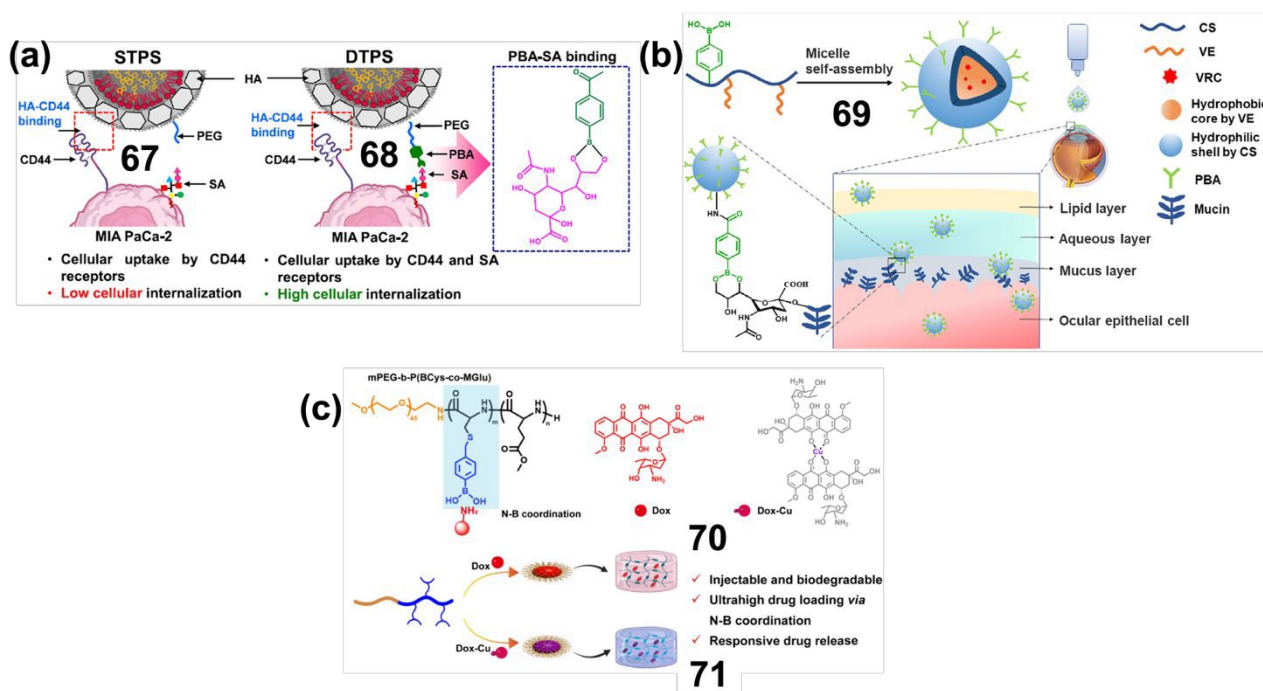 (a)
STPS
DTPS
HA
HA-CD44
binding
PEG
CD44
67
SA
MIA PaCa-2
HA-CD44
binding
PEG
CD44
68
PBA
SA
MIA PaCa-2
PBA-SA binding
• Cellular uptake by CD44
receptors
• Low cellular internalization
• Cellular uptake by CD44 and SA
receptors
• High cellular internalization
(b)
Micelle
self-assembly
69
CS
VE
VRC
Hydrophobic
core by VE
Hydrophilic
shell by CS
PBA
Mucin
Lipid layer
Aqueous layer
Mucus layer
Ocular epithelial cell
(c)
mPEG-b-P(BCys-co-MGlu)
N-B coordination
Dox
Dox-Cu
70
Dox
Dox-Cu
✓ Injectable and biodegradable
✓ Ultrahigh drug loading via
N-B coordination
✓ Responsive drug release
71